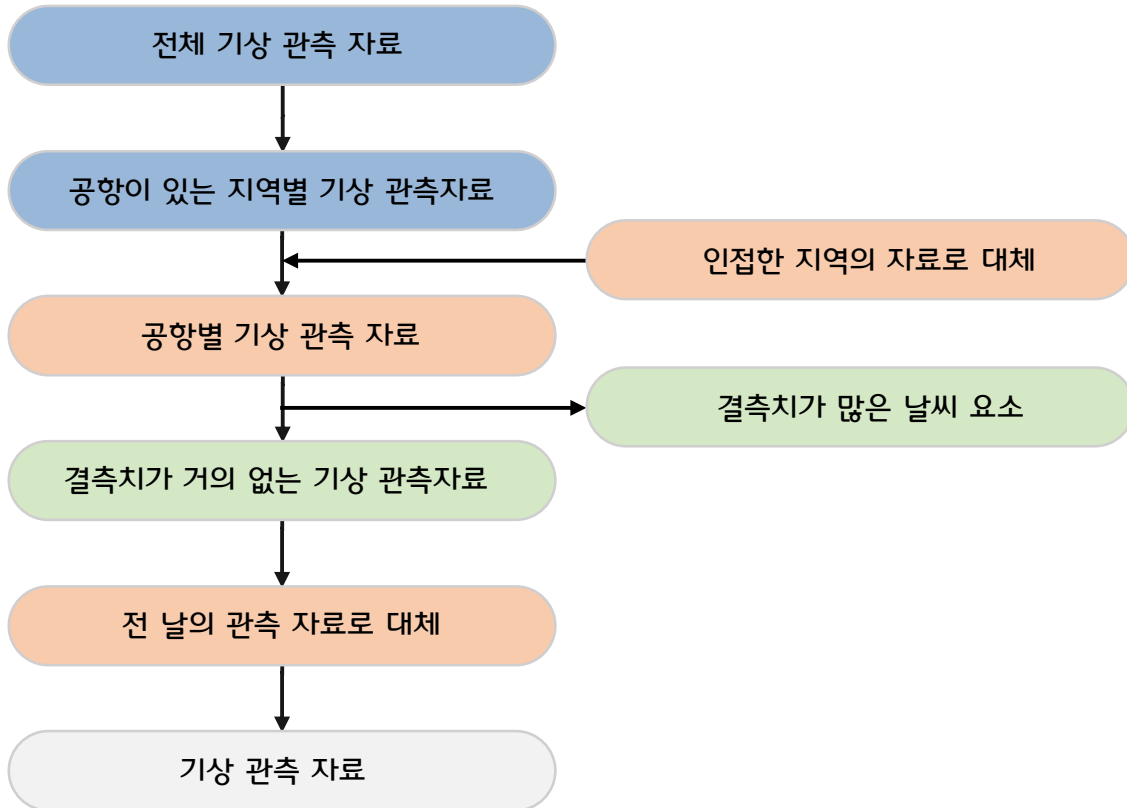 전체 기상 관측 자료
공항이 있는 지역별 기상 관측자료
인접한 지역의 자료로 대체
공항별 기상 관측 자료
결측치가 많은 날씨 요소
결측치가 거의 없는 기상 관측자료
전 날의 관측 자료로 대체
기상 관측 자료